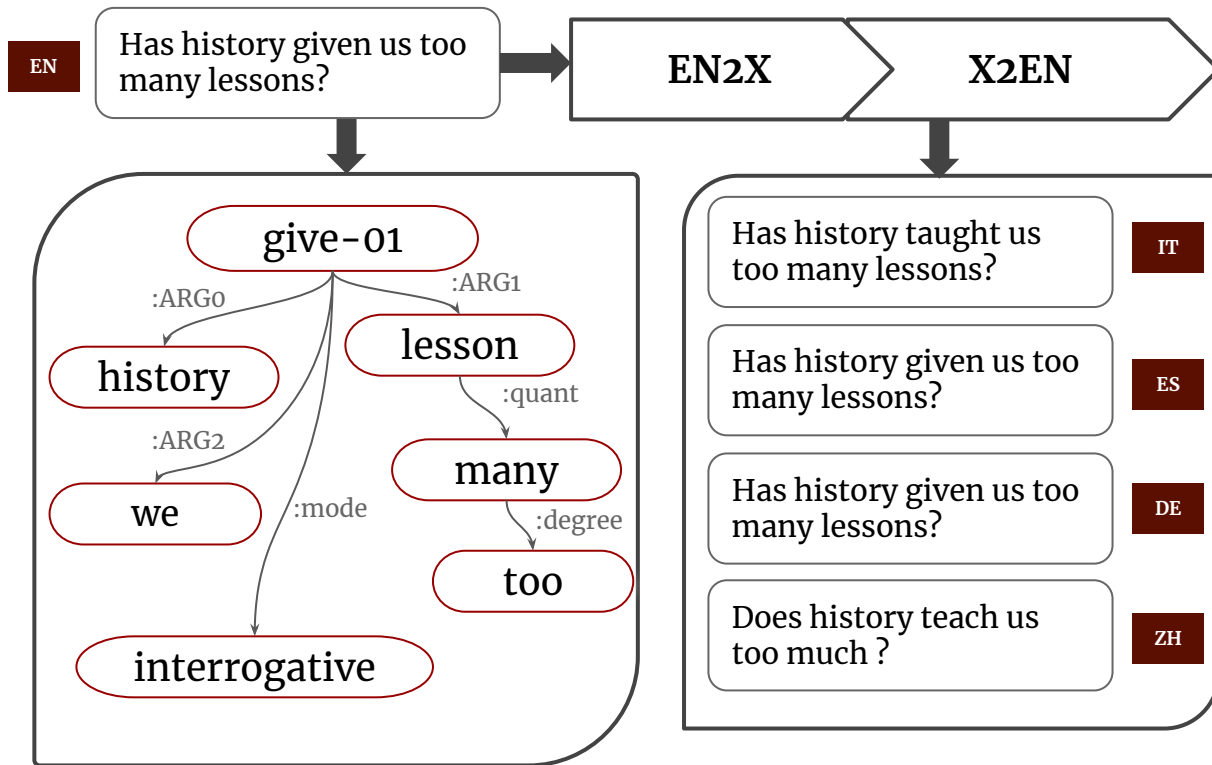 EN
Has history given us too
many lessons?
EN2X
X2EN
give-01
:ARG0
:ARG1
history
lesson
:quant
:ARG2
many
we
:mode
:degree
too
interrogative
Has history taught us
too many lessons?
IT
Has history given us too
many lessons?
ES
Has history given us too
many lessons?
DE
Does history teach us
too much ?
ZH